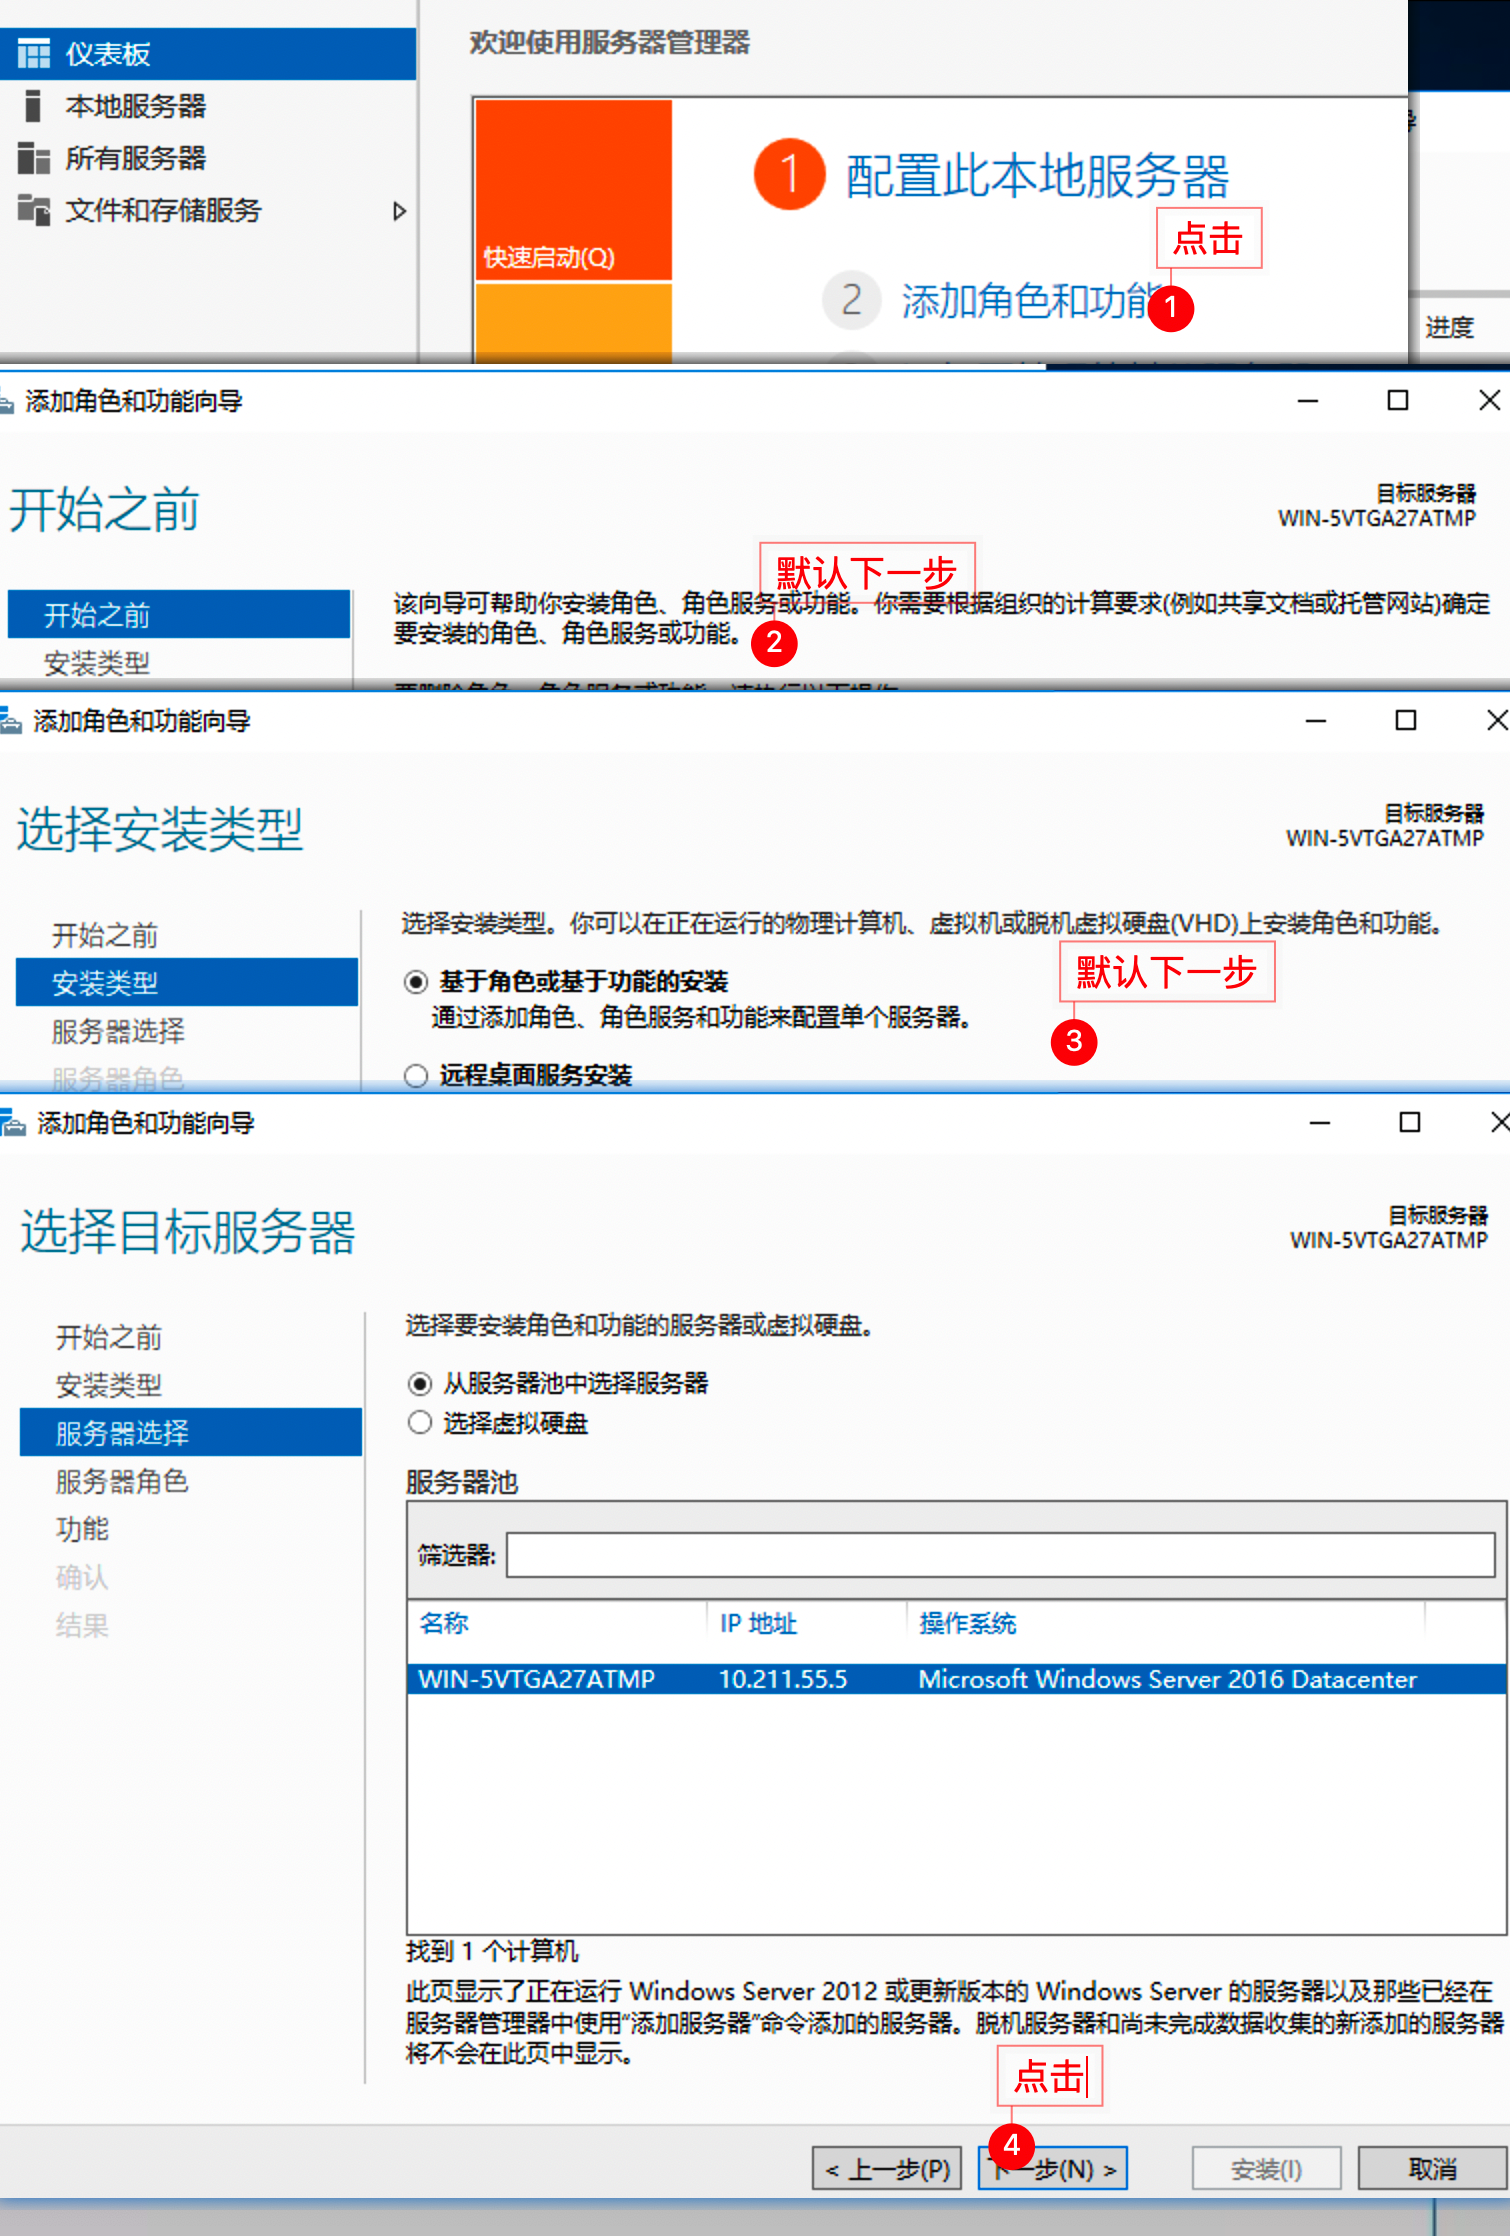 仪表板
本地服务器
所有服务器
文件和存储服务
欢迎使用服务器管理器
快速启动(Q)
1 配置此本地服务器
点击
2 添加角色和功能
1
进度
添加角色和功能向导
开始之前
目标服务器
WIN-5VTGA27ATMP
默认下一步
开始之前
安装类型
该向导可帮助你安装角色、角色服务或功能。你需要根据组织的计算要求(例如共享文档或托管网站)确定
要安装的角色、角色服务或功能。
2
添加角色和功能向导
选择安装类型
目标服务器
WIN-5VTGA27ATMP
开始之前
安装类型
服务器选择
服务器角色
选择安装类型。你可以在正在运行的物理计算机、虚拟机或脱机虚拟硬盘(VHD)上安装角色和功能。
默认下一步
基于角色或基于功能的安装
通过添加角色、角色服务和功能来配置单个服务器。
3
远程桌面服务安装
添加角色和功能向导
选择目标服务器
目标服务器
WIN-5VTGA27ATMP
开始之前
安装类型
服务器选择
服务器角色
功能
确认
结果
选择要安装角色和功能的服务器或虚拟硬盘。
从服务器池中选择服务器
选择虚拟硬盘
服务器池
筛选器:
名称 IP 地址 操作系统
WIN-5VTGA27ATMP 10.211.55.5 Microsoft Windows Server 2016 Datacenter
找到 1 个计算机
此页显示了正在运行 Windows Server 2012 或更新版本的 Windows Server 的服务器以及那些已经在
服务器管理器中使用"添加服务器"命令添加的服务器。脱机服务器和尚未完成数据收集的新添加的服务器
将不会在此页中显示。
点击
4
< 上一步(P) 下一步(N) > 安装(I) 取消